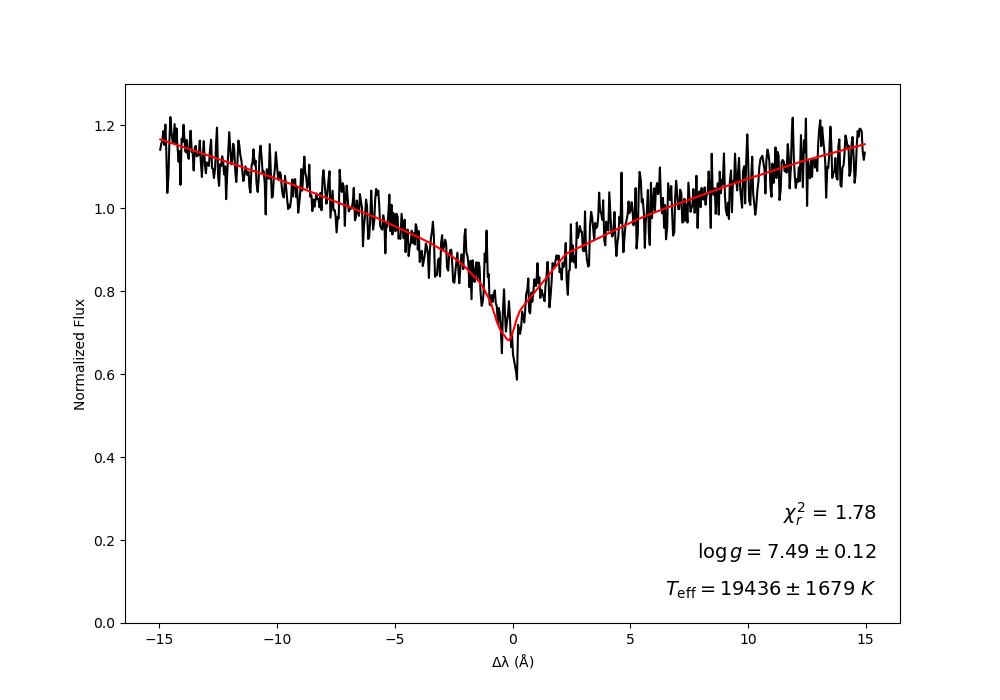 1.2
1.0
0.8
0.6
0.4
0.2
0.0
Normalized Flux
χ²ᵣ = 1.78
log g = 7.49 ± 0.12
T_eff = 19436 ± 1679 K
−15 −10 −5 0 5 10 15
Δλ (Å)